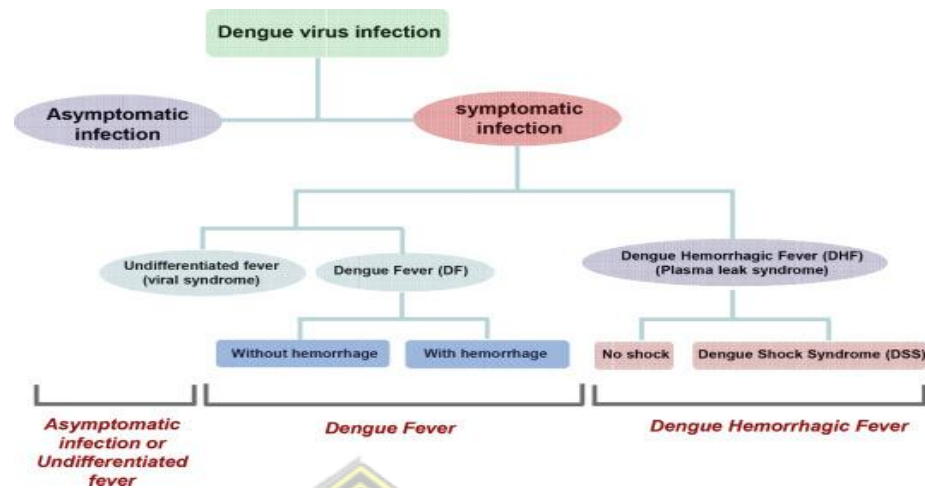 Dengue virus infection
Asymptomatic
infection
symptomatic
infection
Undifferentiated fever
(viral syndrome)
Dengue Fever (DF)
Dengue Hemorrhagic Fever (DHF)
(Plasma leak syndrome)
Without hemorrhage
With hemorrhage
No shock
Dengue Shock Syndrome (DSS)
Asymptomatic
infection or
Undifferentiated
fever
Dengue Fever
Dengue Hemorrhagic Fever